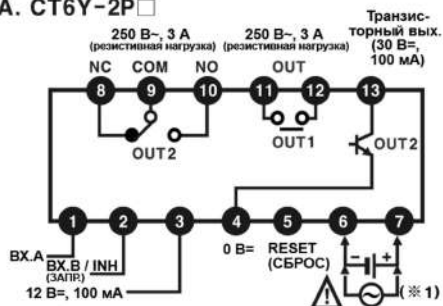 A. CT6Y-2P□
250 В~, 3 А
(резистивная нагрузка)
250 В~, 3 А
(резистивная нагрузка)
Транзис-
торный вых.
(30 В=,
100 мА)
NC COM NO OUT
8 9 10 11 12 13
OUT2 OUT1 OUT2
1 2 3 4 5 6 7
ВХ.А
ВХ.В / INH
(ЗАПР.)
12 В=, 100 мА
0 В=
RESET
(СБРОС)
- +
(※1)